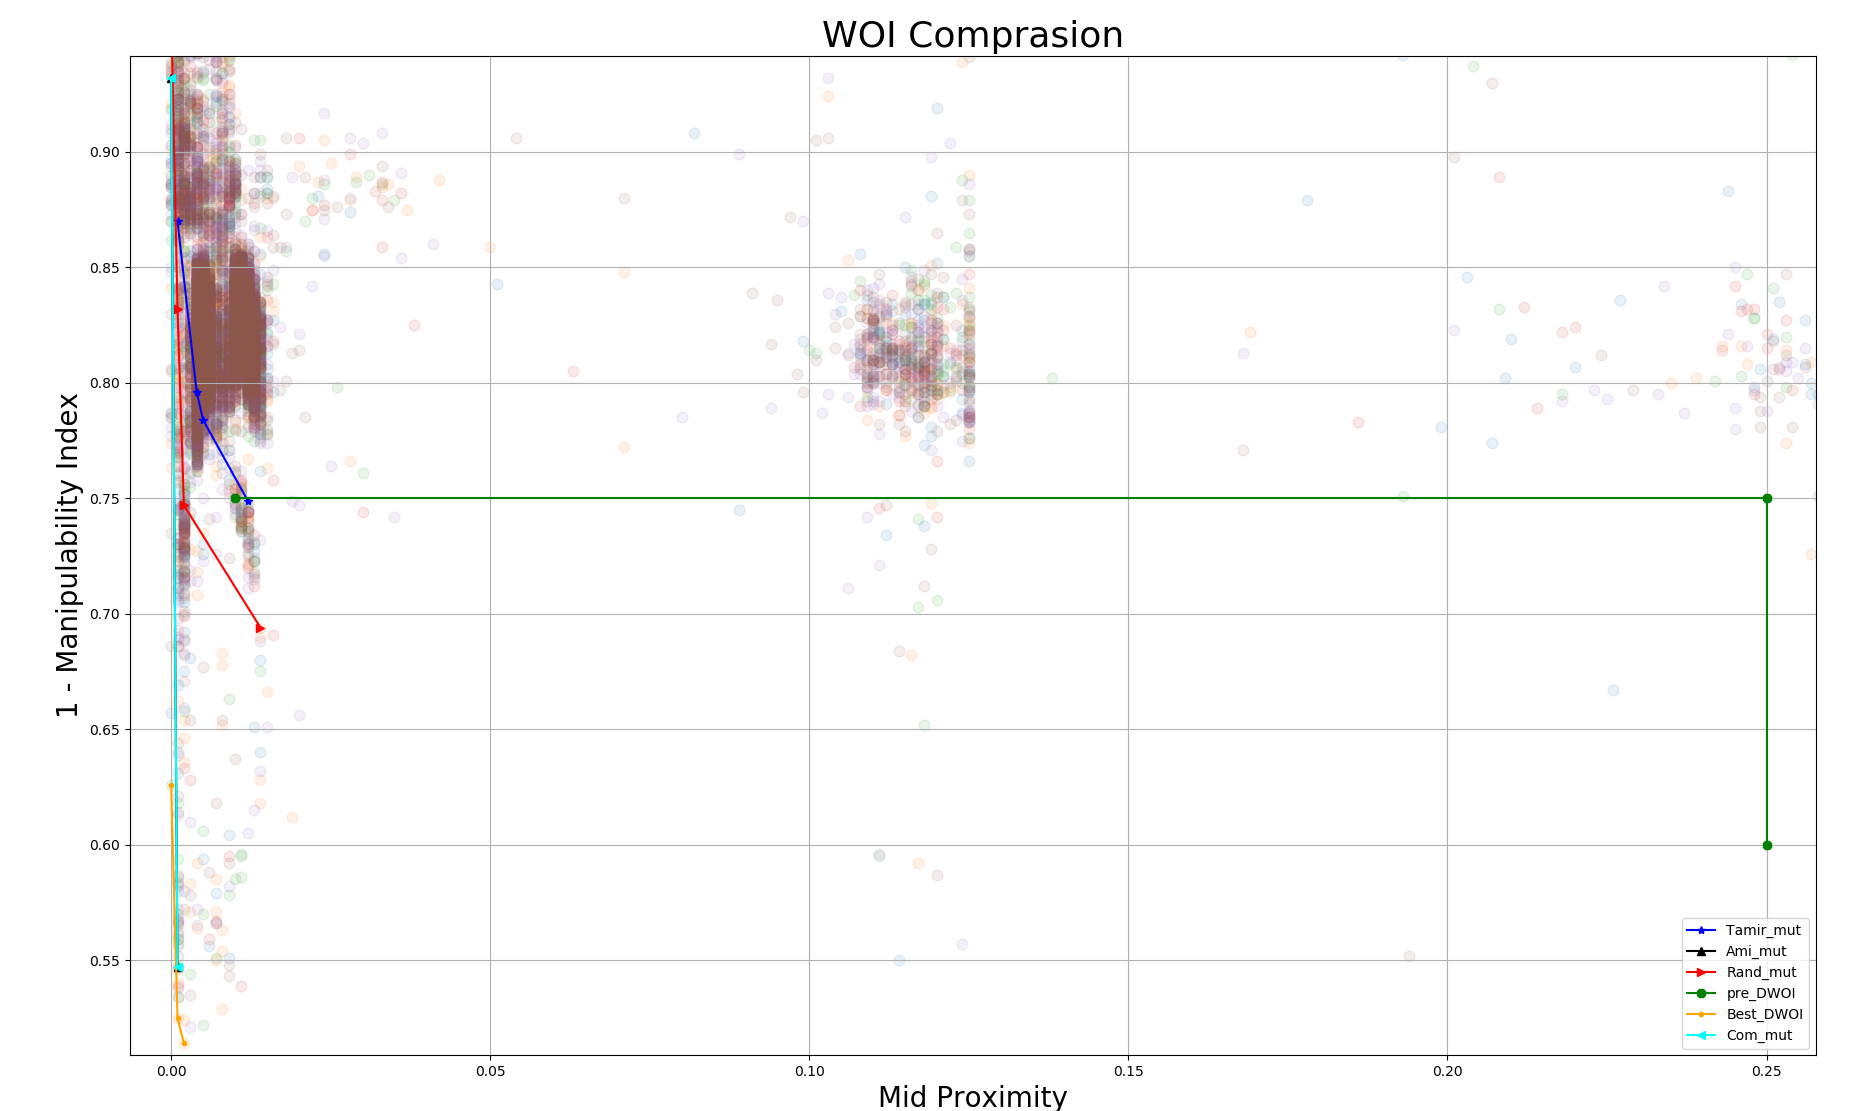 WOI Comprasion
1 - Manipulability Index
0.90
0.85
0.80
0.75
0.70
0.65
0.60
0.55
0.00
0.05
0.10
0.15
0.20
0.25
Mid Proximity
Tamir_mut
Ami_mut
Rand_mut
pre_DWOI
Best_DWOI
Com_mut